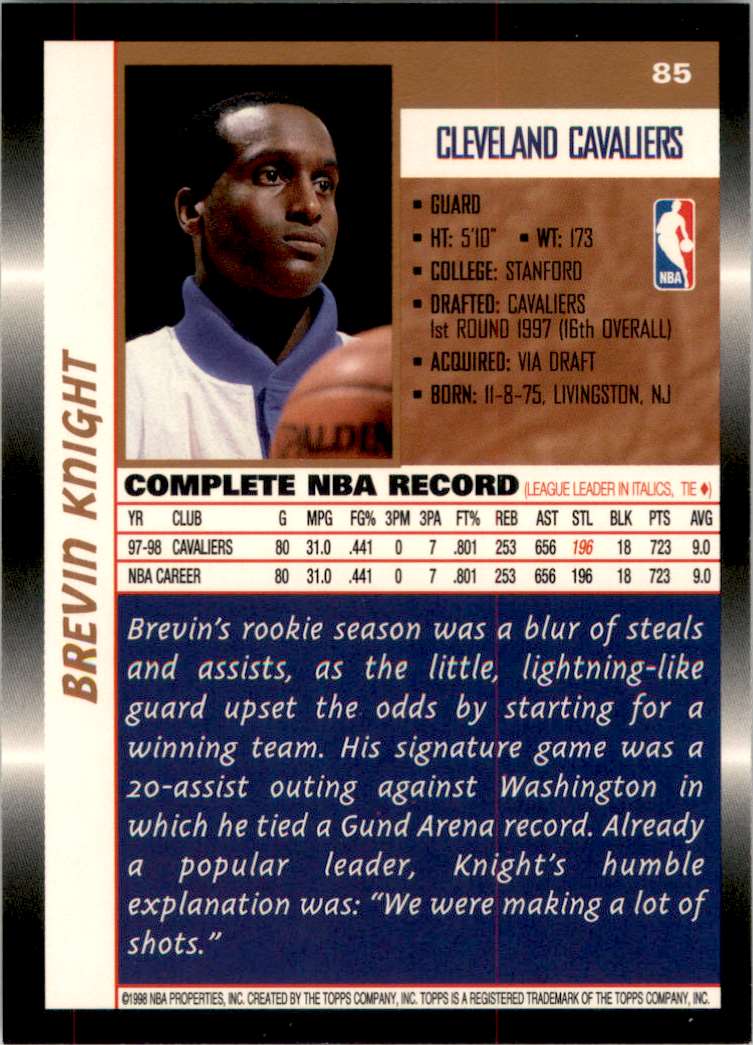 85
CLEVELAND CAVALIERS
▪ GUARD
▪ HT: 5'10" ▪ WT: 173
▪ COLLEGE: STANFORD
▪ DRAFTED: CAVALIERS
1st ROUND 1997 (16th OVERALL)
▪ ACQUIRED: VIA DRAFT
▪ BORN: 11-8-75, LIVINGSTON, NJ
NBA
PALDIN
BREVIN KNIGHT
COMPLETE NBA RECORD (LEAGUE LEADER IN ITALICS, TIE ♦)
YR CLUB G MPG FG% 3PM 3PA FT% REB AST STL BLK PTS AVG
97-98 CAVALIERS 80 31.0 .441 0 7 .801 253 656 196 18 723 9.0
NBA CAREER 80 31.0 .441 0 7 .801 253 656 196 18 723 9.0
Brevin's rookie season was a blur of steals
and assists, as the little, lightning-like
guard upset the odds by starting for a
winning team. His signature game was a
20-assist outing against Washington in
which he tied a Gund Arena record. Already
a popular leader, Knight's humble
explanation was: "We were making a lot of
shots."
©1998 NBA PROPERTIES, INC. CREATED BY THE TOPPS COMPANY, INC. TOPPS IS A REGISTERED TRADEMARK OF THE TOPPS COMPANY, INC.